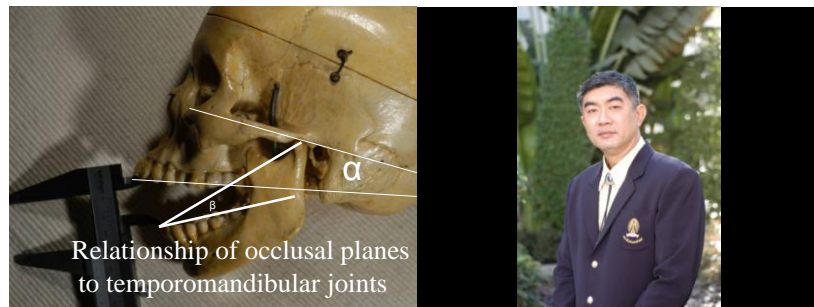 α
β
Relationship of occlusal planes
to temporomandibular joints